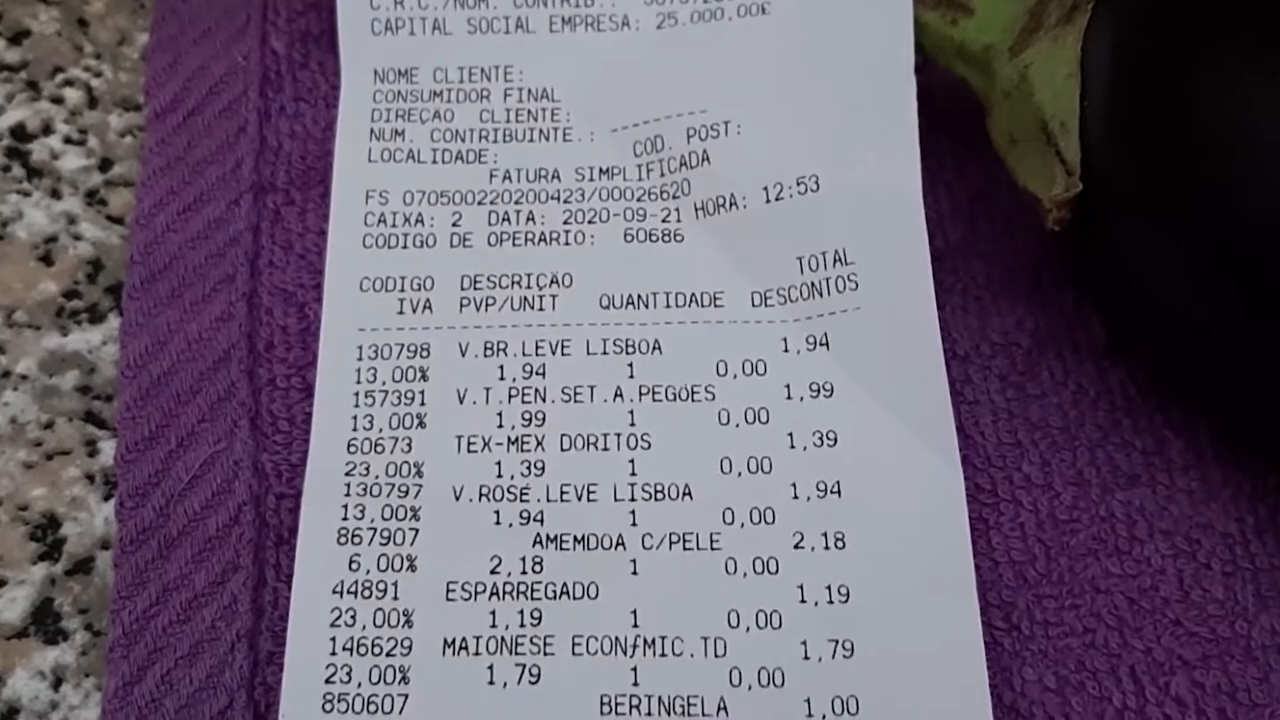 CAPITAL SOCIAL EMPRESA: 25.000,00£
NOME CLIENTE:
CONSUMIDOR FINAL
DIREÇÃO CLIENTE:
NUM. CONTRIBUINTE.: ---------
LOCALIDADE: COD. POST:
FATURA SIMPLIFICADA
FS 070500220200423/00026620
CAIXA: 2 DATA: 2020-09-21 HORA: 12:53
CODIGO DE OPERARIO: 60686
CODIGO DESCRIÇÃO TOTAL
IVA PVP/UNIT QUANTIDADE DESCONTOS
130798 V.BR.LEVE LISBOA 1,94
13,00% 1,94 1 0,00
157391 V.T.PEN.SET.A.PEGÕES 1,99
13,00% 1,99 1 0,00
60673 TEX-MEX DORITOS 1,39
23,00% 1,39 1 0,00
130797 V.ROSÉ.LEVE LISBOA 1,94
13,00% 1,94 1 0,00
867907 AMEMDOA C/PELE 2,18
6,00% 2,18 1 0,00
44891 ESPARREGADO 1,19
23,00% 1,19 1 0,00
146629 MAIONESE ECONƒMIC.TD 1,79
23,00% 1,79 1 0,00
850607 BERINGELA 1,00